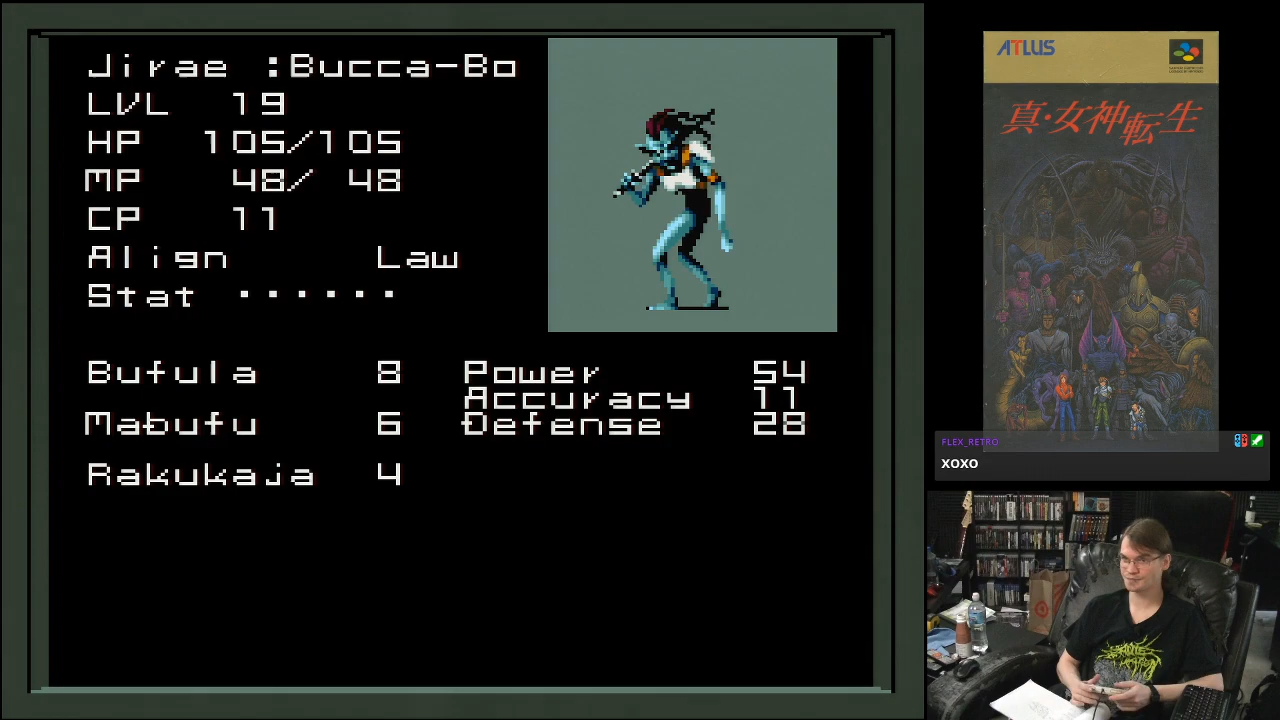 Jirae :Bucca-Bo
LVL 19
HP 105/105
MP 48/ 48
CP 11
Align Law
Stat ······
Bufula 8
Mabufu 6
Rakukaja 4
Power 54
Accuracy 11
Defense 28
ATLUS
真・女神転生
FLEX_RETRO
xoxo